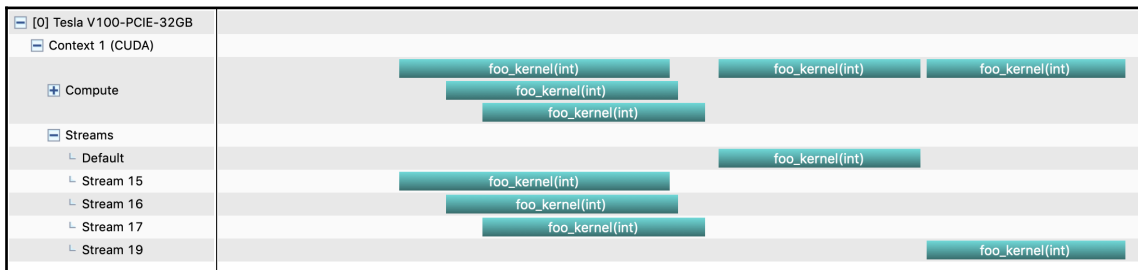 [0] Tesla V100-PCIE-32GB
Context 1 (CUDA)
foo_kernel(int) foo_kernel(int) foo_kernel(int)
Compute foo_kernel(int)
foo_kernel(int)
Streams
Default foo_kernel(int)
Stream 15 foo_kernel(int)
Stream 16 foo_kernel(int)
Stream 17 foo_kernel(int)
Stream 19 foo_kernel(int)